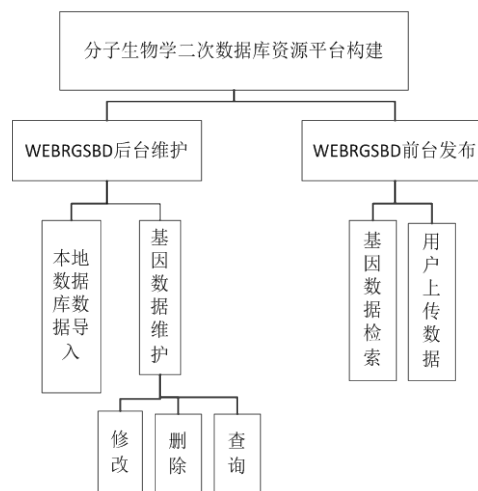 分子生物学二次数据库资源平台构建
WEBRGSBD后台维护
WEBRGSBD前台发布
本地
数据
库数
据导
入
基因数据维护
基因数据检索
用户上传数据
修改
删除
查询